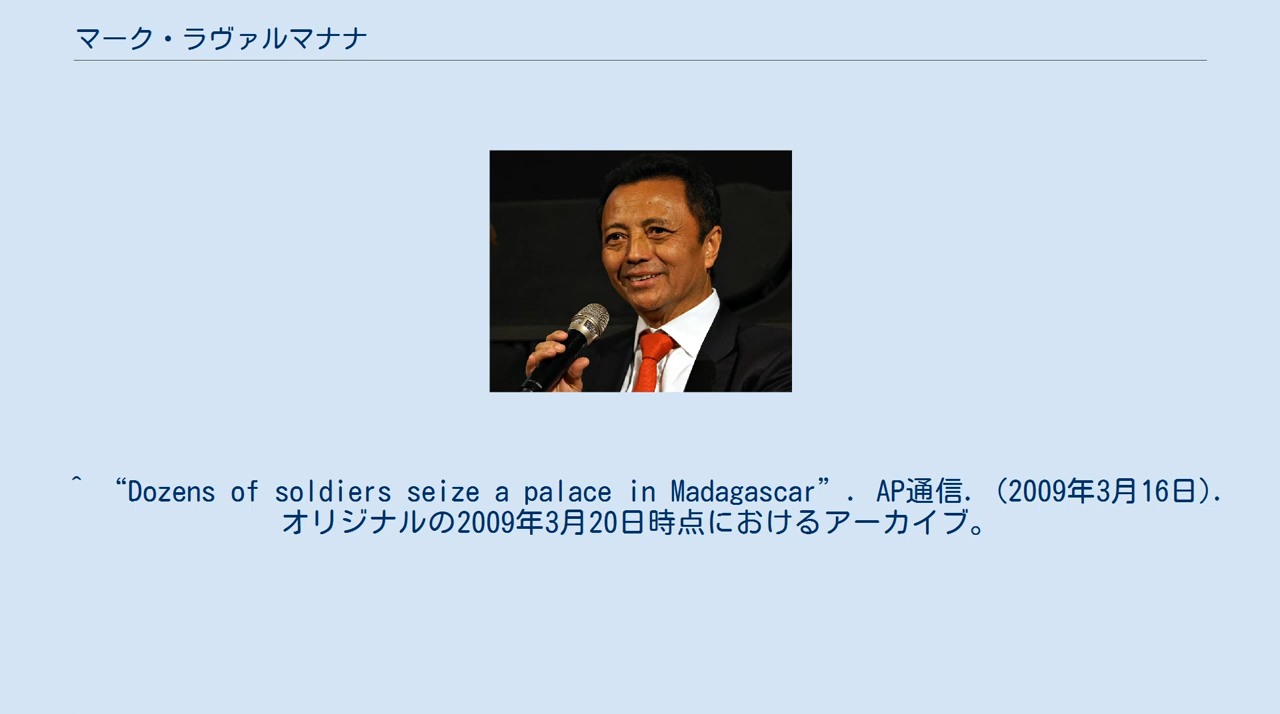 マーク・ラヴァルマナナ
^ “Dozens of soldiers seize a palace in Madagascar”. AP通信. (2009年3月16日).
オリジナルの2009年3月20日時点におけるアーカイブ。